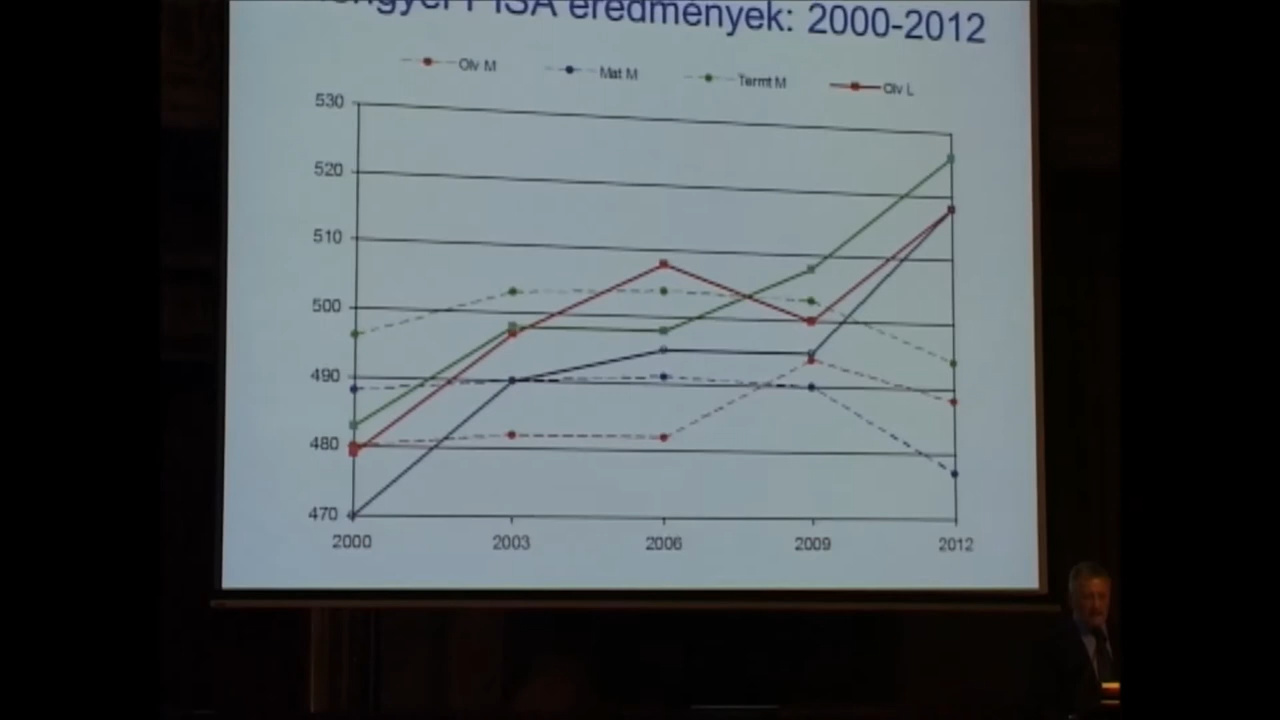 PISA eredmények: 2000-2012
Olv M
Mat M
Termt M
Olv L
530
520
510
500
490
480
470
2000
2003
2006
2009
2012